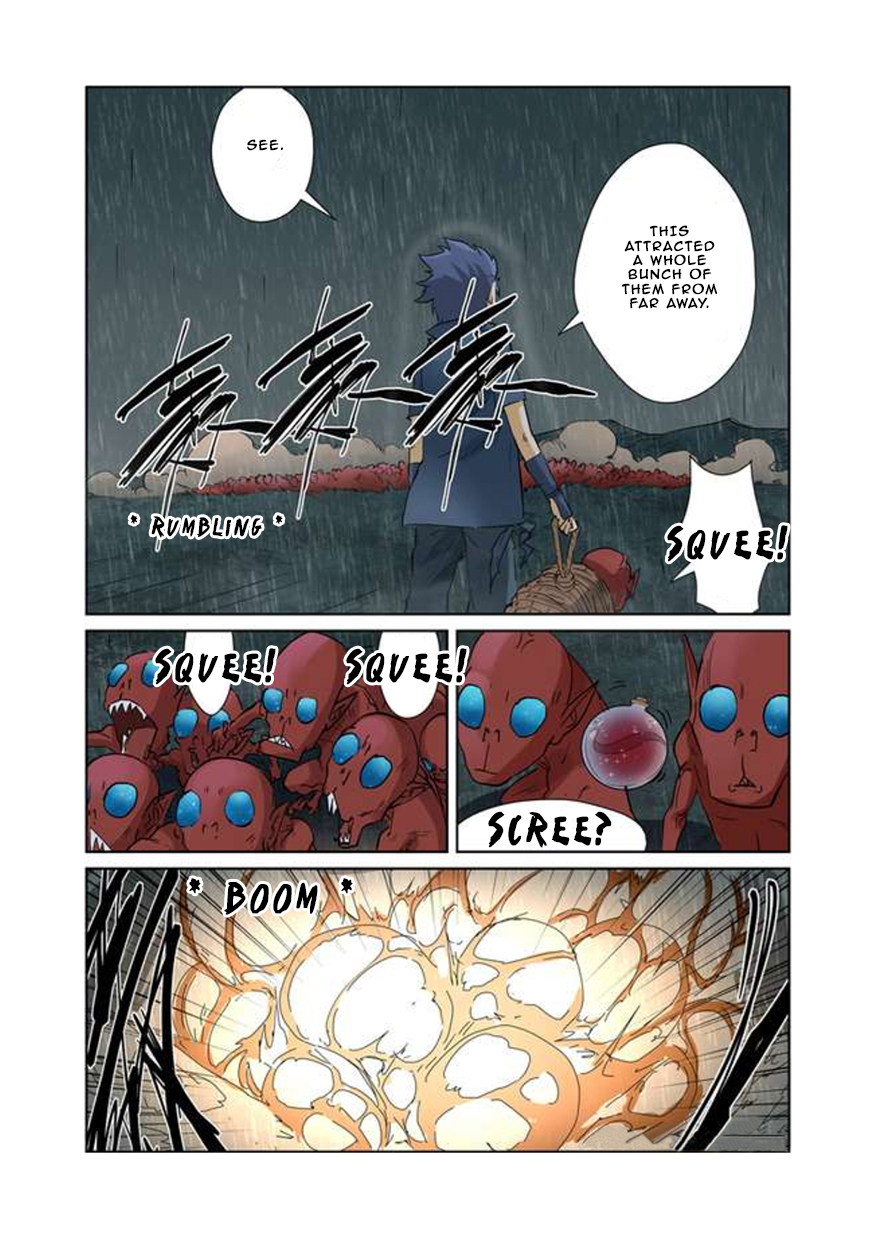 SEE.
THIS
ATTRACTED
A WHOLE
BUNCH OF
THEM FROM
FAR AWAY.
* RUMBLING *
SQUEE!
SQUEE!
SQUEE!
SCREE?
* BOOM *